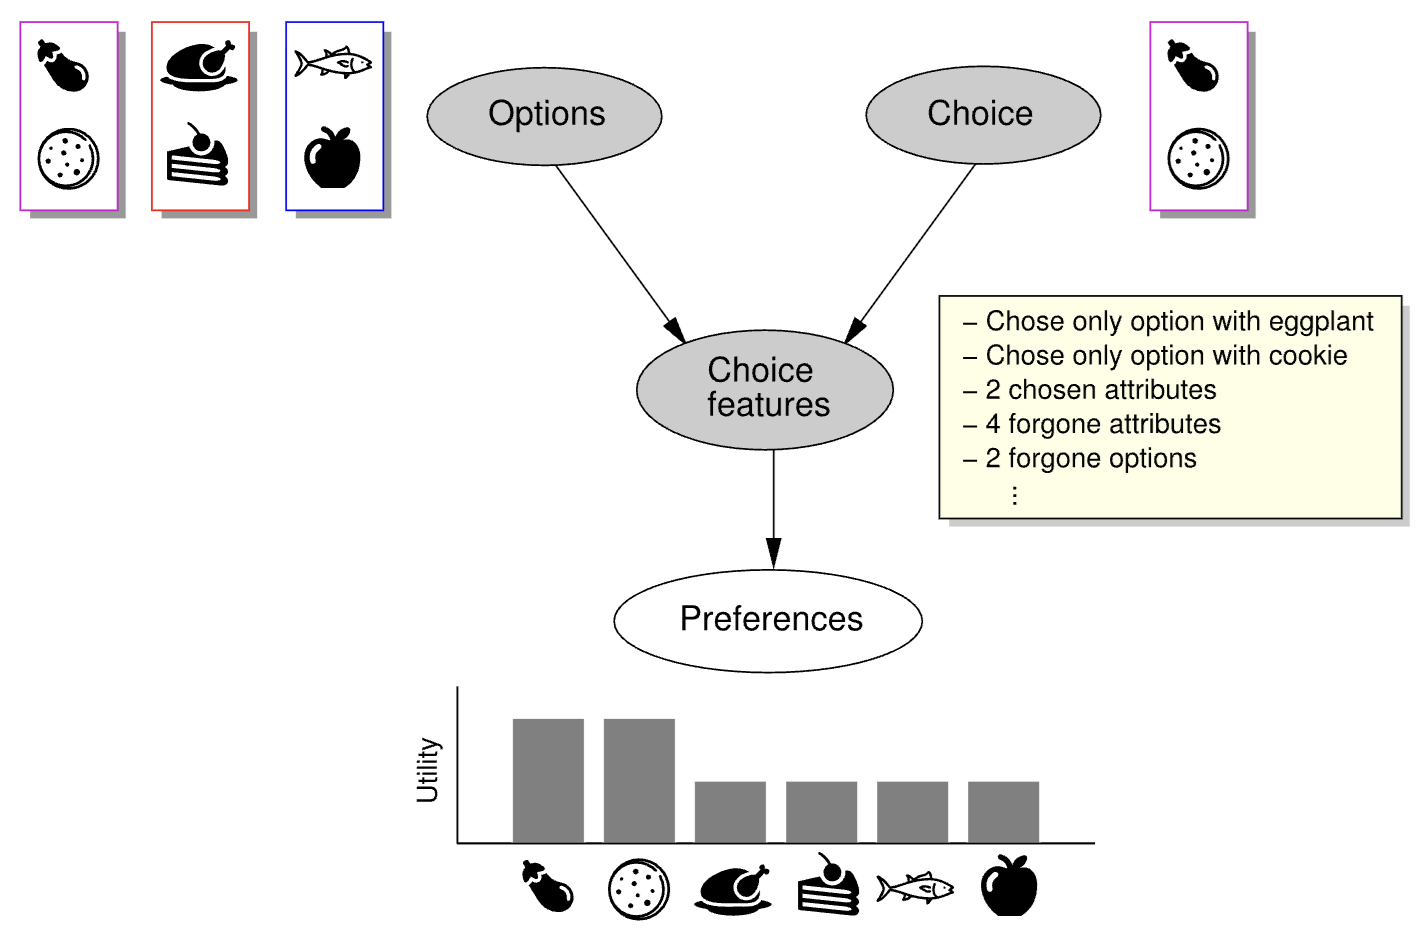 Options
Choice
– Chose only option with eggplant
– Chose only option with cookie
– 2 chosen attributes
– 4 forgone attributes
– 2 forgone options
⋮
Choice
features
Preferences
Utility